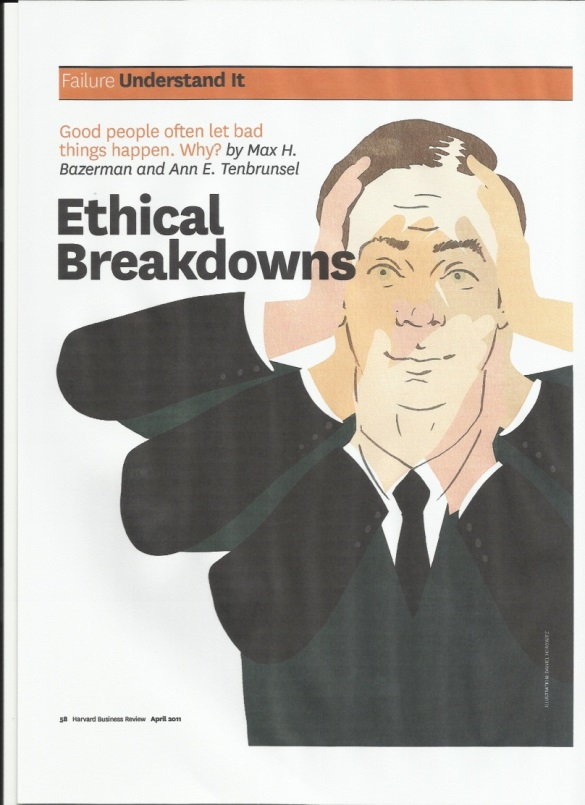 Failure Understand It
Good people often let bad
things happen. Why? by Max H.
Bazerman and Ann E. Tenbrunsel
Ethical
Breakdowns
58 Harvard Business Review April 2011